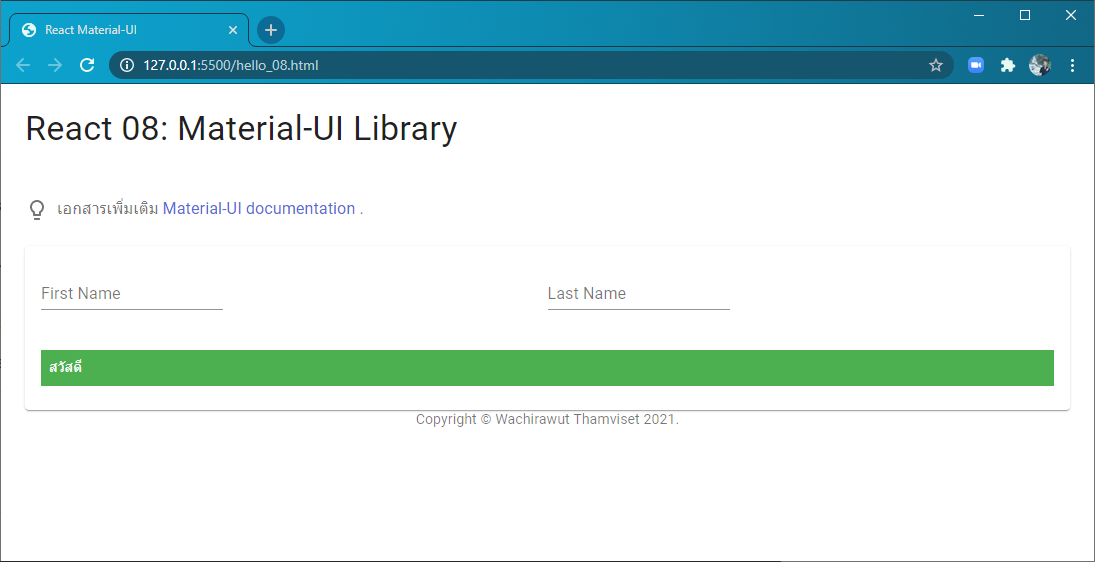 React Material-UI
127.0.0.1:5500/hello_08.html
React 08: Material-UI Library
เอกสารเพิ่มเติม Material-UI documentation .
First Name Last Name
สวัสดี
Copyright © Wachirawut Thamviset 2021.